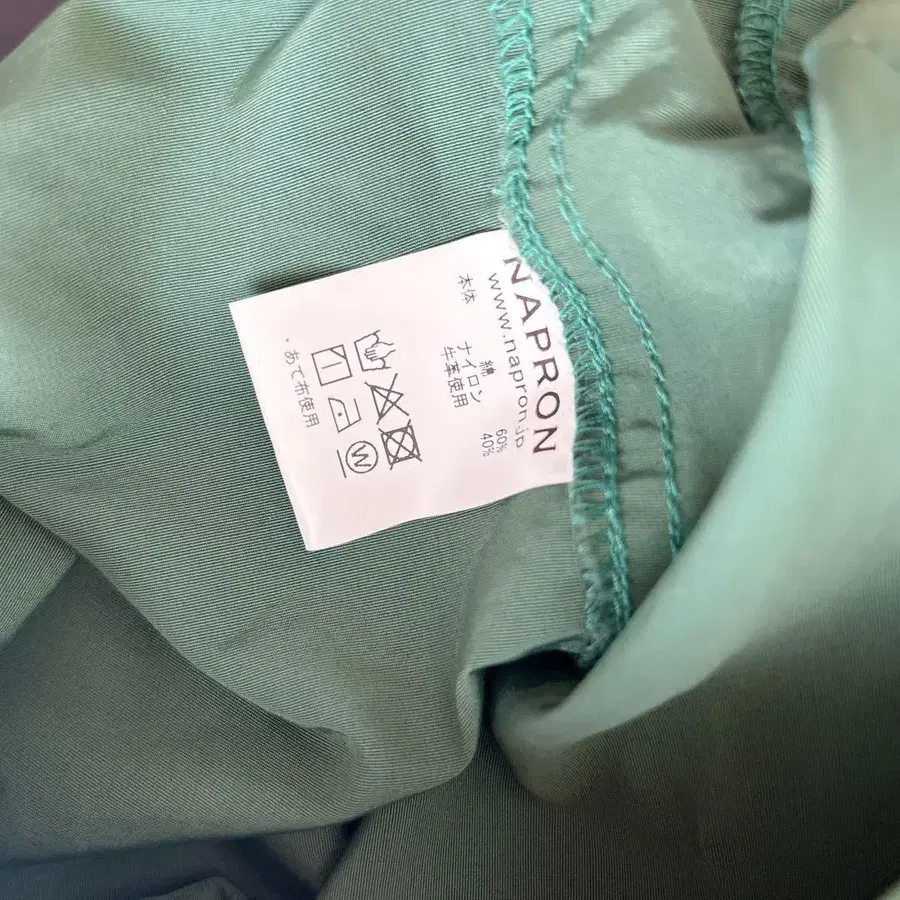 NAPRON
www.napron.jp
本体
綿 60%
ナイロン 40%
牛革使用
W
・あて布使用